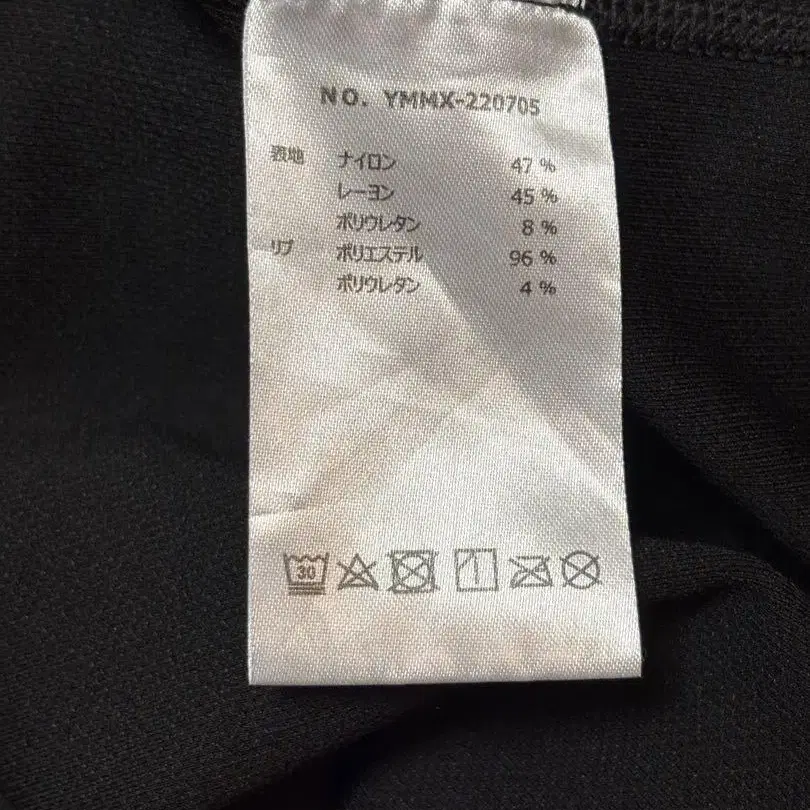 NO. YMMX-220705
表地 ナイロン 47 %
レーヨン 45 %
ポリウレタン 8 %
リブ ポリエステル 96 %
ポリウレタン 4 %
30